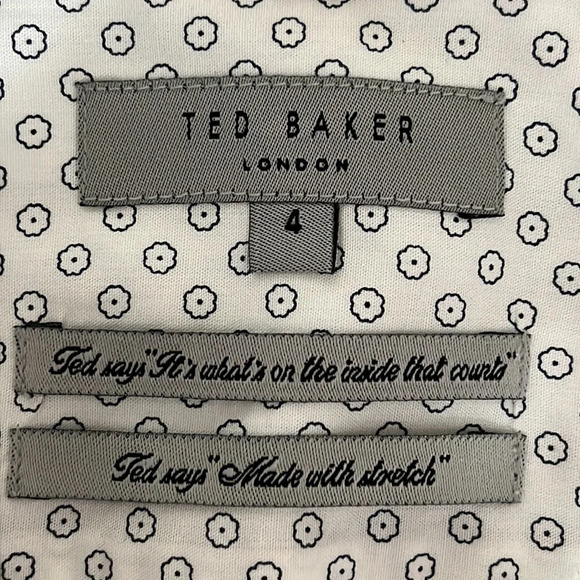 TED BAKER
LONDON
4
Ted says "It's what's on the inside that counts"
Ted says "Made with stretch"